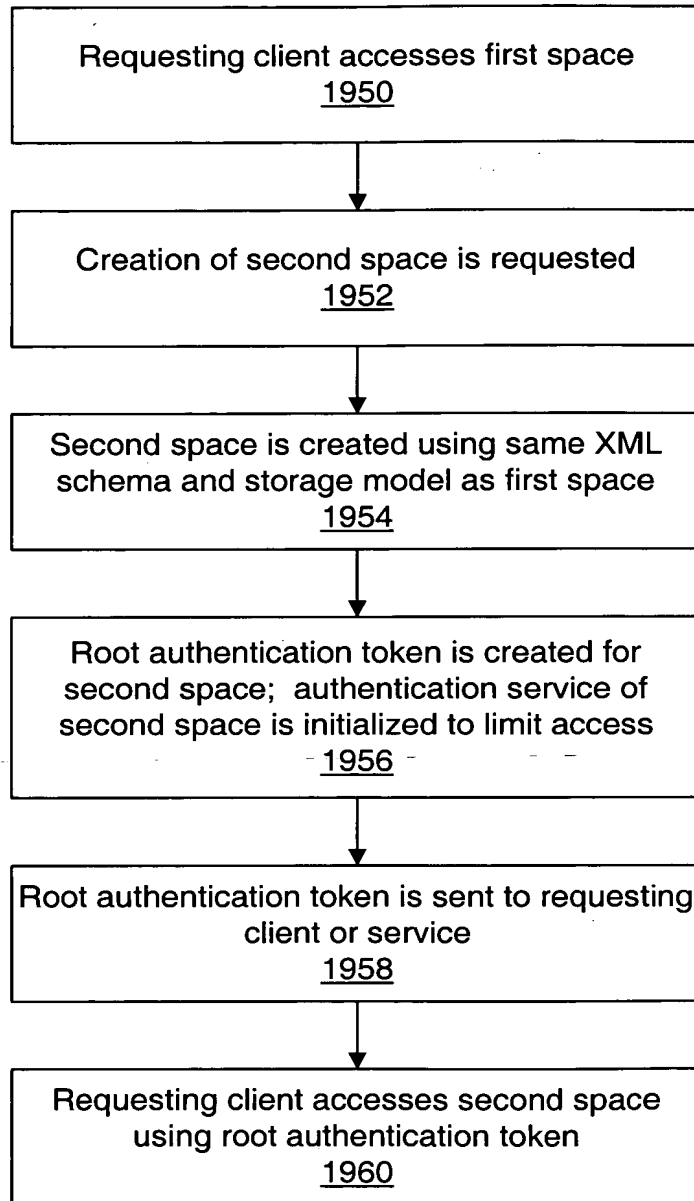 Requesting client accesses first space
1950
Creation of second space is requested
1952
Second space is created using same XML
schema and storage model as first space
1954
Root authentication token is created for
second space; authentication service of
second space is initialized to limit access
1956
Root authentication token is sent to requesting
client or service
1958
Requesting client accesses second space
using root authentication token
1960